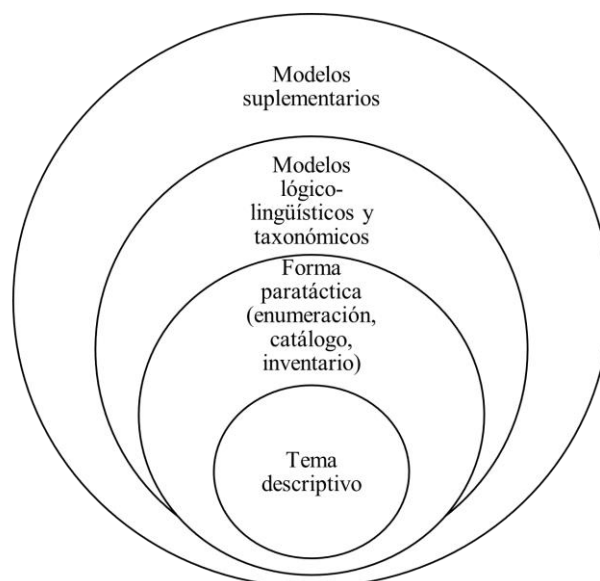 Modelos
suplementarios
Modelos
lógico-
lingüísticos y
taxonómicos
Forma
paratáctica
(enumeración,
catálogo,
inventario)
Tema
descriptivo